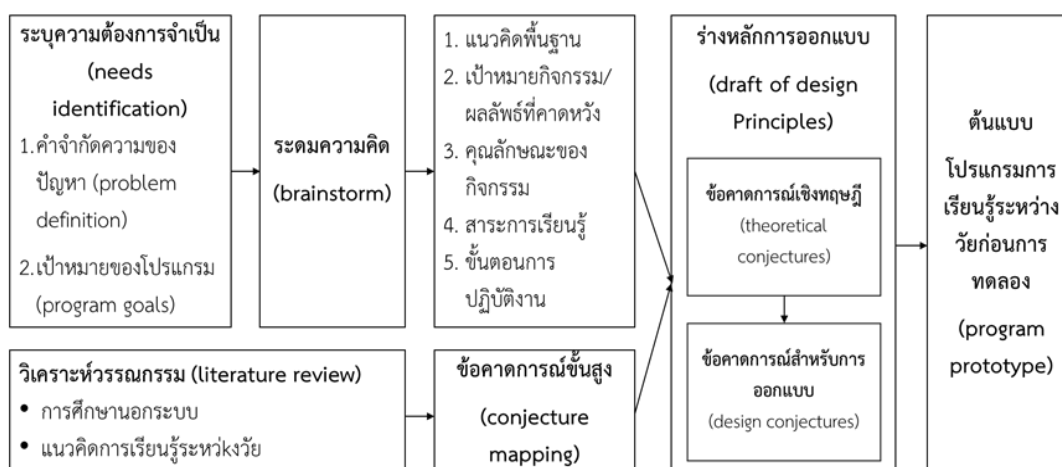 ระบุความต้องการจำเป็น
(needs
identification)
1.คำจำกัดความของ
ปัญหา (problem
definition)
2.เป้าหมายของโปรแกรม
(program goals)
ระดมความคิด
(brainstorm)
1. แนวคิดพื้นฐาน
2. เป้าหมายกิจกรรม/
ผลลัพธ์ที่คาดหวัง
3. คุณลักษณะของ
กิจกรรม
4. สาระการเรียนรู้
5. ขั้นตอนการ
ปฏิบัติงาน
วิเคราะห์วรรณกรรม (literature review)
• การศึกษานอกระบบ
• แนวคิดการเรียนรู้ระหว่kงวัย
ข้อคาดการณ์ขั้นสูง
(conjecture
mapping)
ร่างหลักการออกแบบ
(draft of design
Principles)
ข้อคาดการณ์เชิงทฤษฎี
(theoretical
conjectures)
ข้อคาดการณ์สำหรับการ
ออกแบบ
(design conjectures)
ต้นแบบ
โปรแกรมการ
เรียนรู้ระหว่าง
วัยก่อนการ
ทดลอง
(program
prototype)